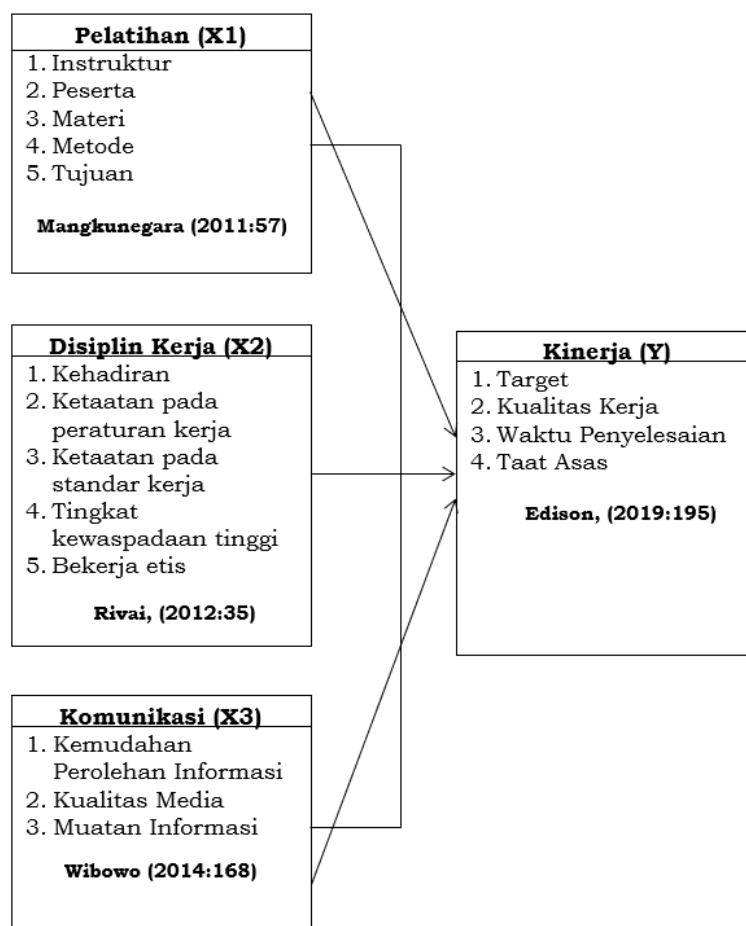 Pelatihan (X1)
1. Instruktur
2. Peserta
3. Materi
4. Metode
5. Tujuan
Mangkunegara (2011:57)
Disiplin Kerja (X2)
1. Kehadiran
2. Ketaatan pada
peraturan kerja
3. Ketaatan pada
standar kerja
4. Tingkat
kewaspadaan tinggi
5. Bekerja etis
Rivai, (2012:35)
Komunikasi (X3)
1. Kemudahan
Perolehan Informasi
2. Kualitas Media
3. Muatan Informasi
Wibowo (2014:168)
Kinerja (Y)
1. Target
2. Kualitas Kerja
3. Waktu Penyelesaian
4. Taat Asas
Edison, (2019:195)